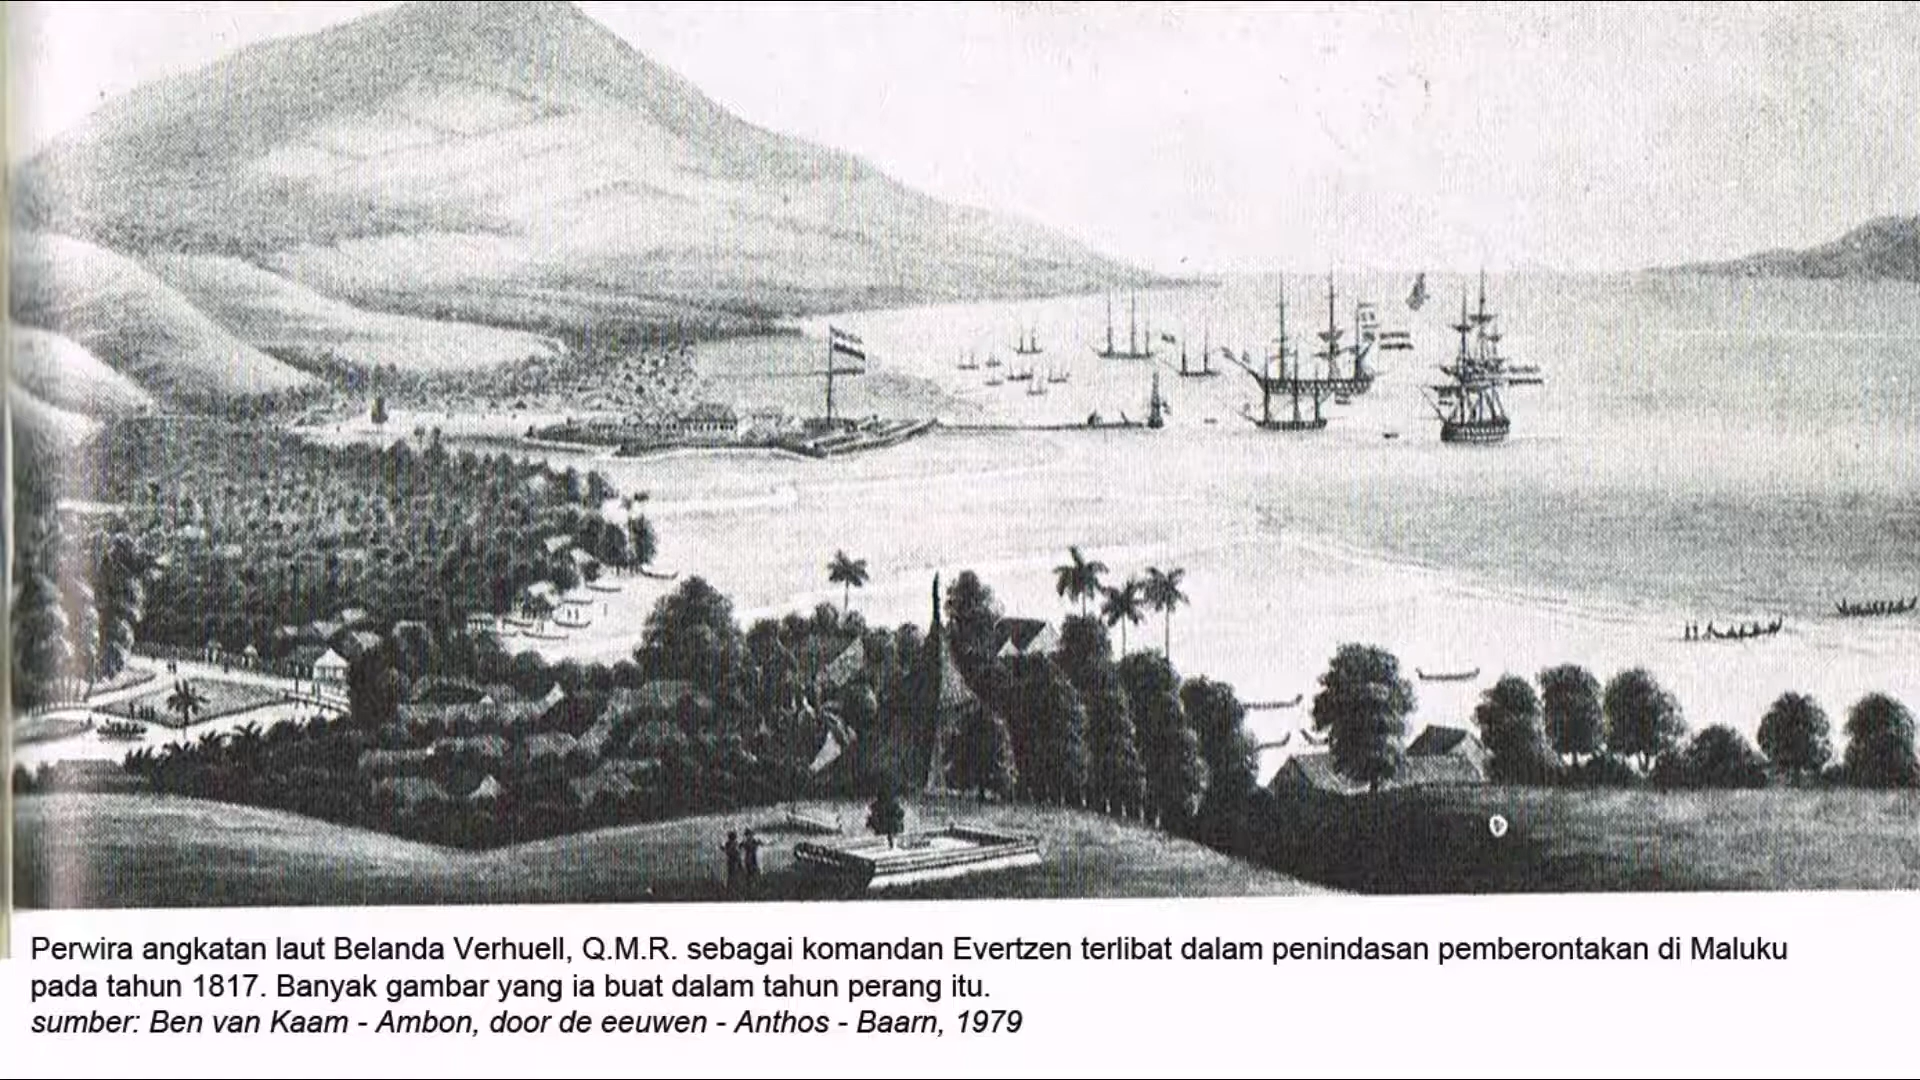 Perwira angkatan laut Belanda Verhuell, Q.M.R. sebagai komandan Evertzen terlibat dalam penindasan pemberontakan di Maluku
pada tahun 1817. Banyak gambar yang ia buat dalam tahun perang itu.
sumber: Ben van Kaam - Ambon, door de eeuwen - Anthos - Baarn, 1979